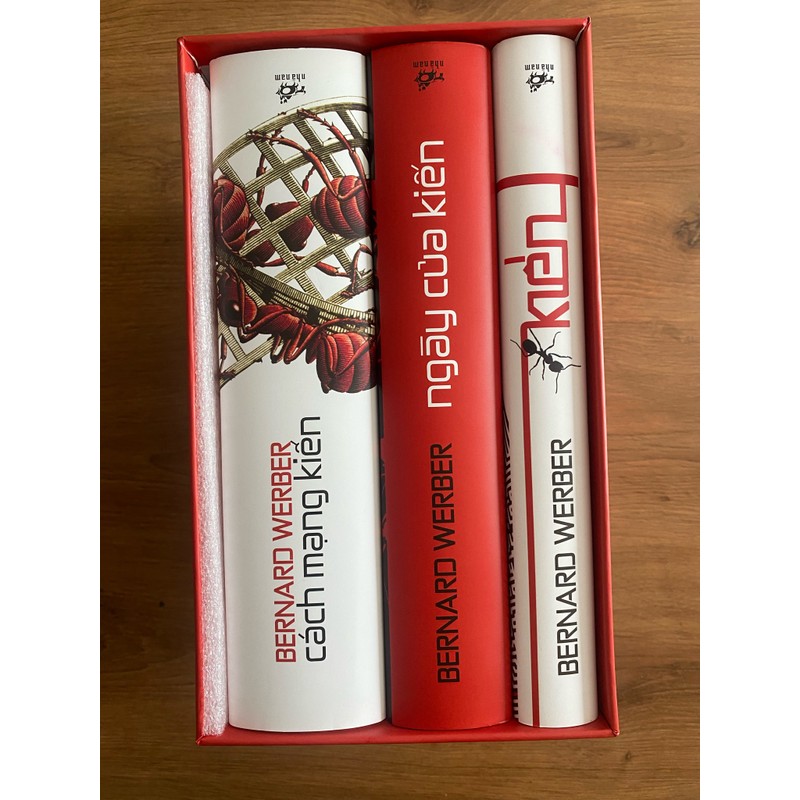 nhã nam
BERNARD WERBER
cách mạng kiến
nhã nam
BERNARD WERBER
ngày của kiến
nhã nam
BERNARD WERBER
kiến